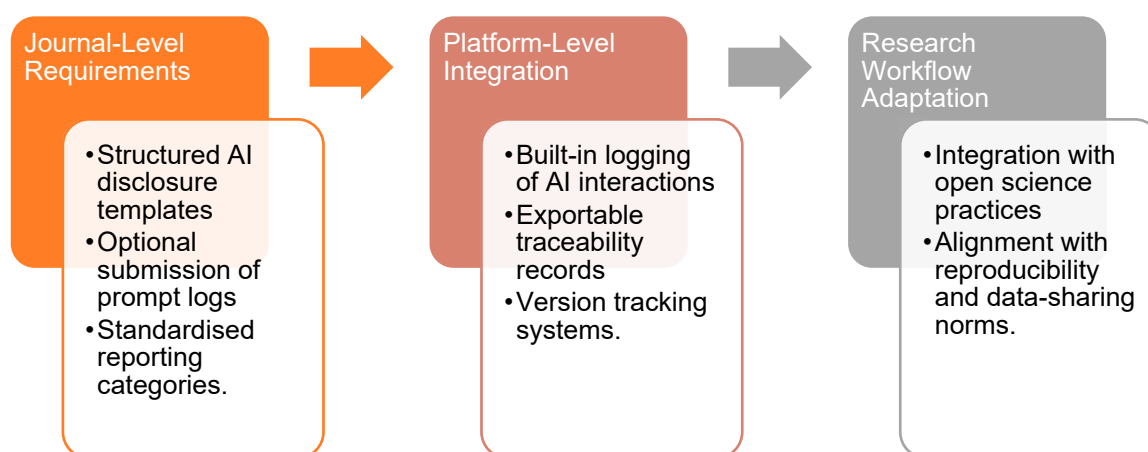 Journal-Level
Requirements
•Structured AI
disclosure
templates
•Optional
submission of
prompt logs
•Standardised
reporting
categories.
Platform-Level
Integration
•Built-in logging
of AI interactions
•Exportable
traceability
records
•Version tracking
systems.
Research
Workflow
Adaptation
•Integration with
open science
practices
•Alignment with
reproducibility
and data-sharing
norms.